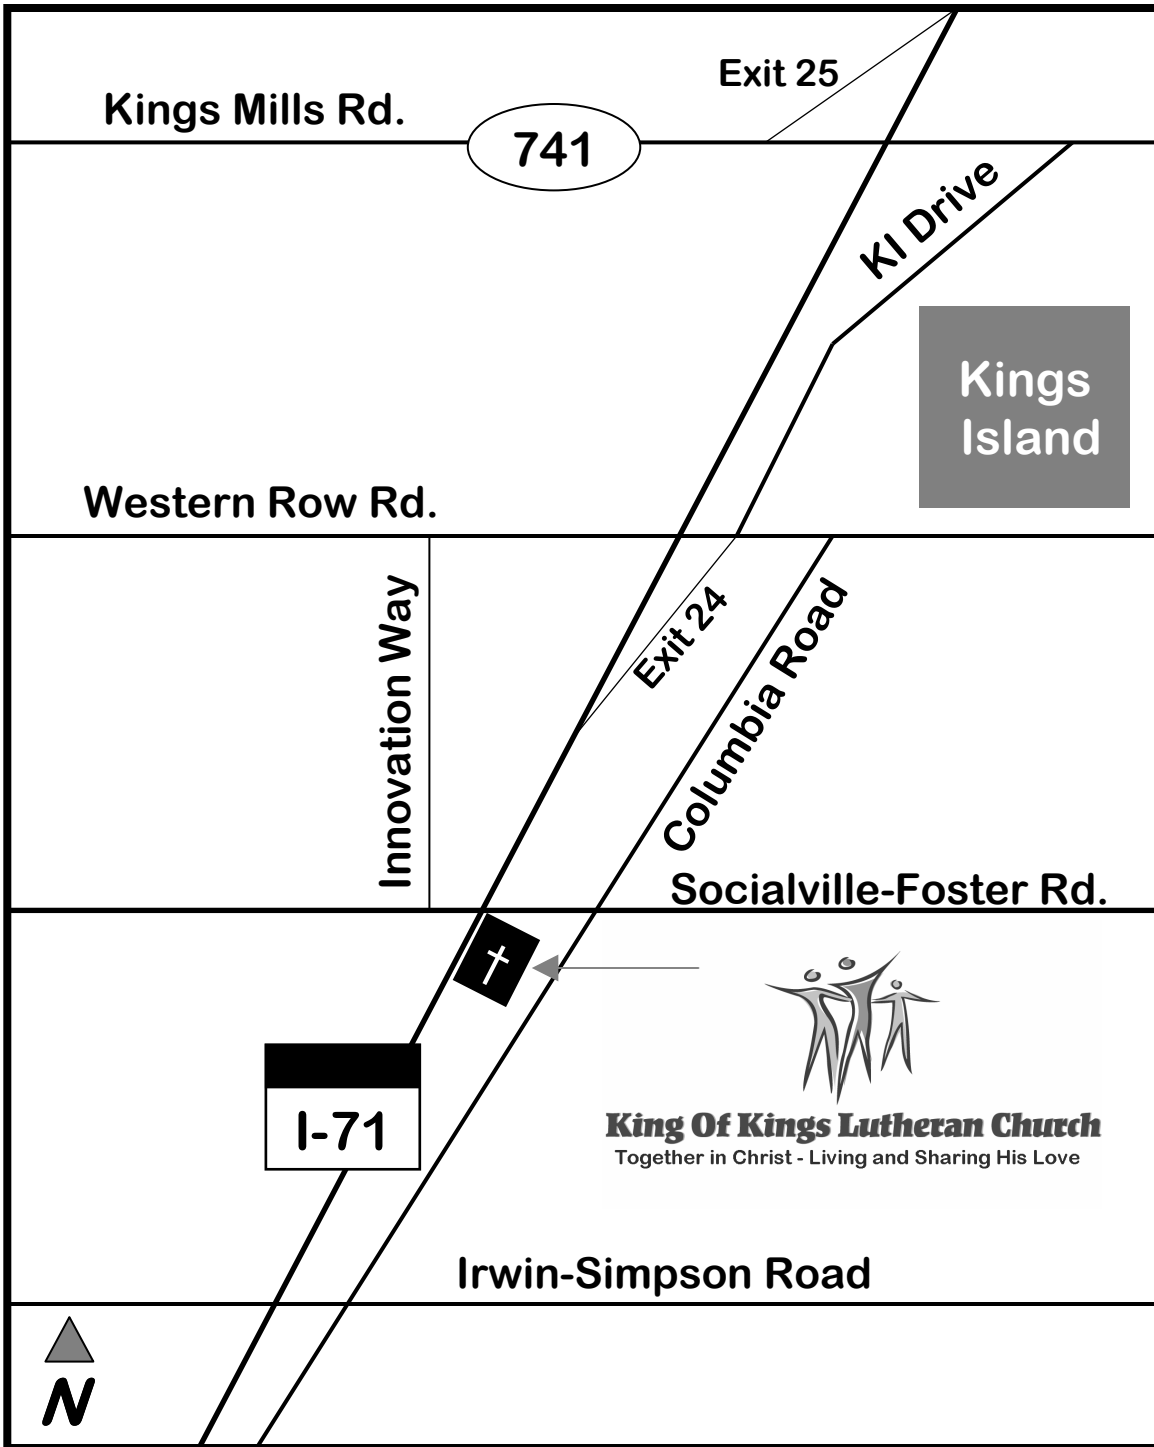 Exit 25
Kings Mills Rd.
741
KI Drive
Kings
Island
Western Row Rd.
Innovation Way
Exit 24
Columbia Road
Socialville-Foster Rd.
I-71
King Of Kings Lutheran Church
Together in Christ - Living and Sharing His Love
Irwin-Simpson Road
N